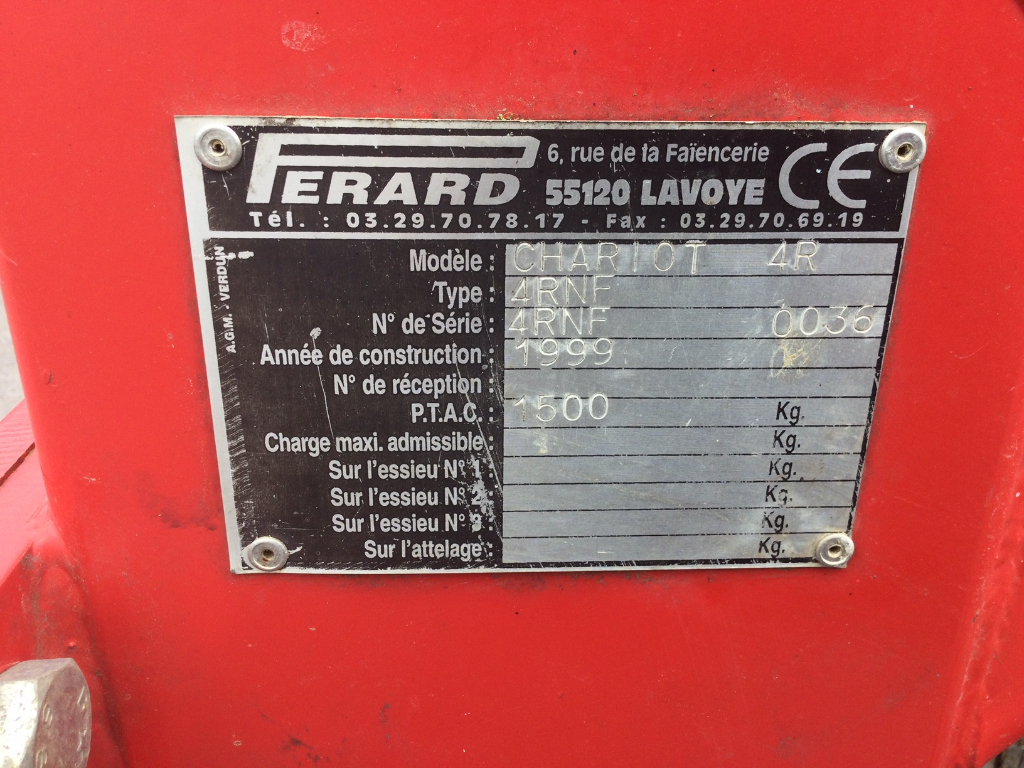 PERARD
6, rue de la Faïencerie
55120 LAVOYE
CE
Tél. : 03.29.70.78.17 - Fax : 03.29.70.69.19
A.G.M. - VERDUN
Modèle : CHARIOT 4R
Type : 4RNF
N° de Série : 4RNF 0036
Année de construction : 1999
N° de réception :
P.T.A.C. : 1500 Kg.
Charge maxi. admissible : Kg.
Sur l'essieu N° 1 : Kg.
Sur l'essieu N° 2 : Kg.
Sur l'essieu N° 3 : Kg.
Sur l'attelage : Kg.